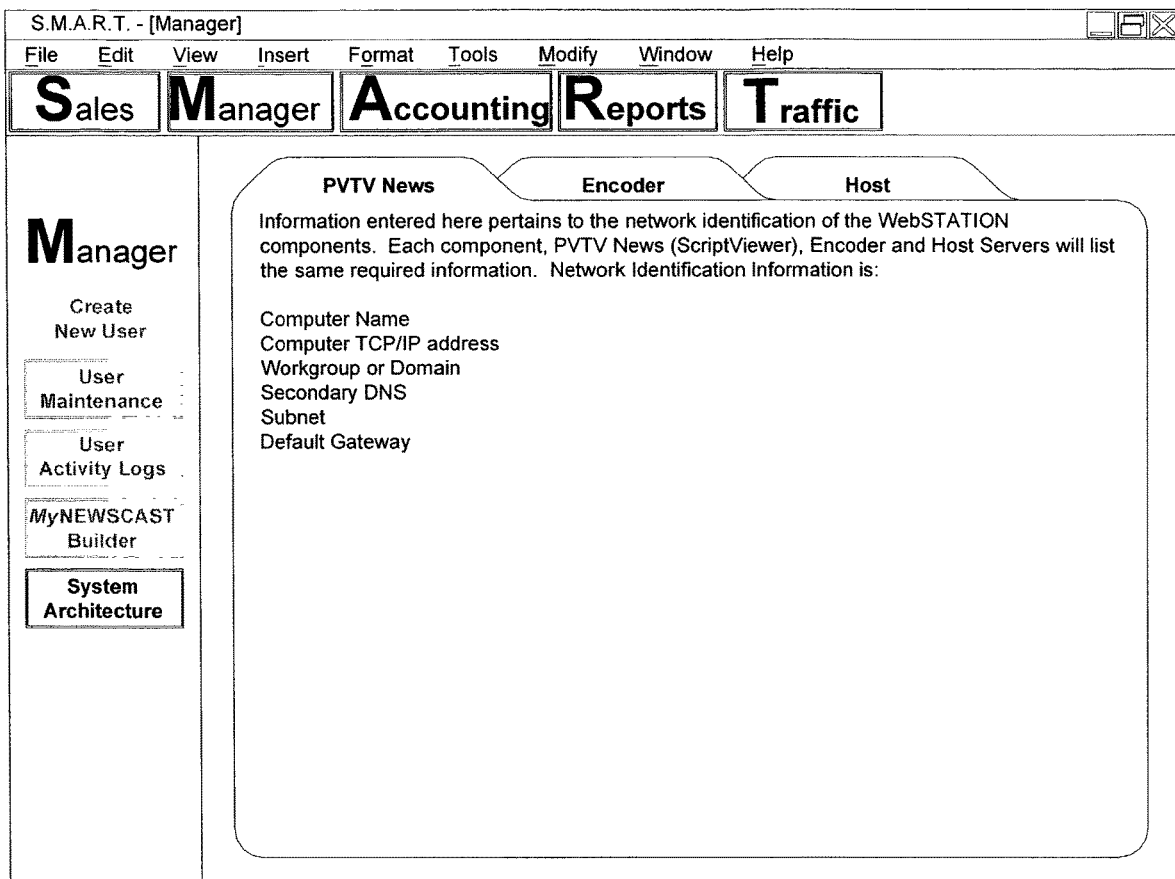 S.M.A.R.T. - [Manager]
File Edit View Insert Format Tools Modify Window Help
Sales Manager Accounting Reports Traffic
Manager
Create
New User
User
Maintenance
User
Activity Logs
MyNEWSCAST
Builder
System
Architecture
PVTV News Encoder Host
Information entered here pertains to the network identification of the WebSTATION
components. Each component, PVTV News (ScriptViewer), Encoder and Host Servers will list
the same required information. Network Identification Information is:
Computer Name
Computer TCP/IP address
Workgroup or Domain
Secondary DNS
Subnet
Default Gateway